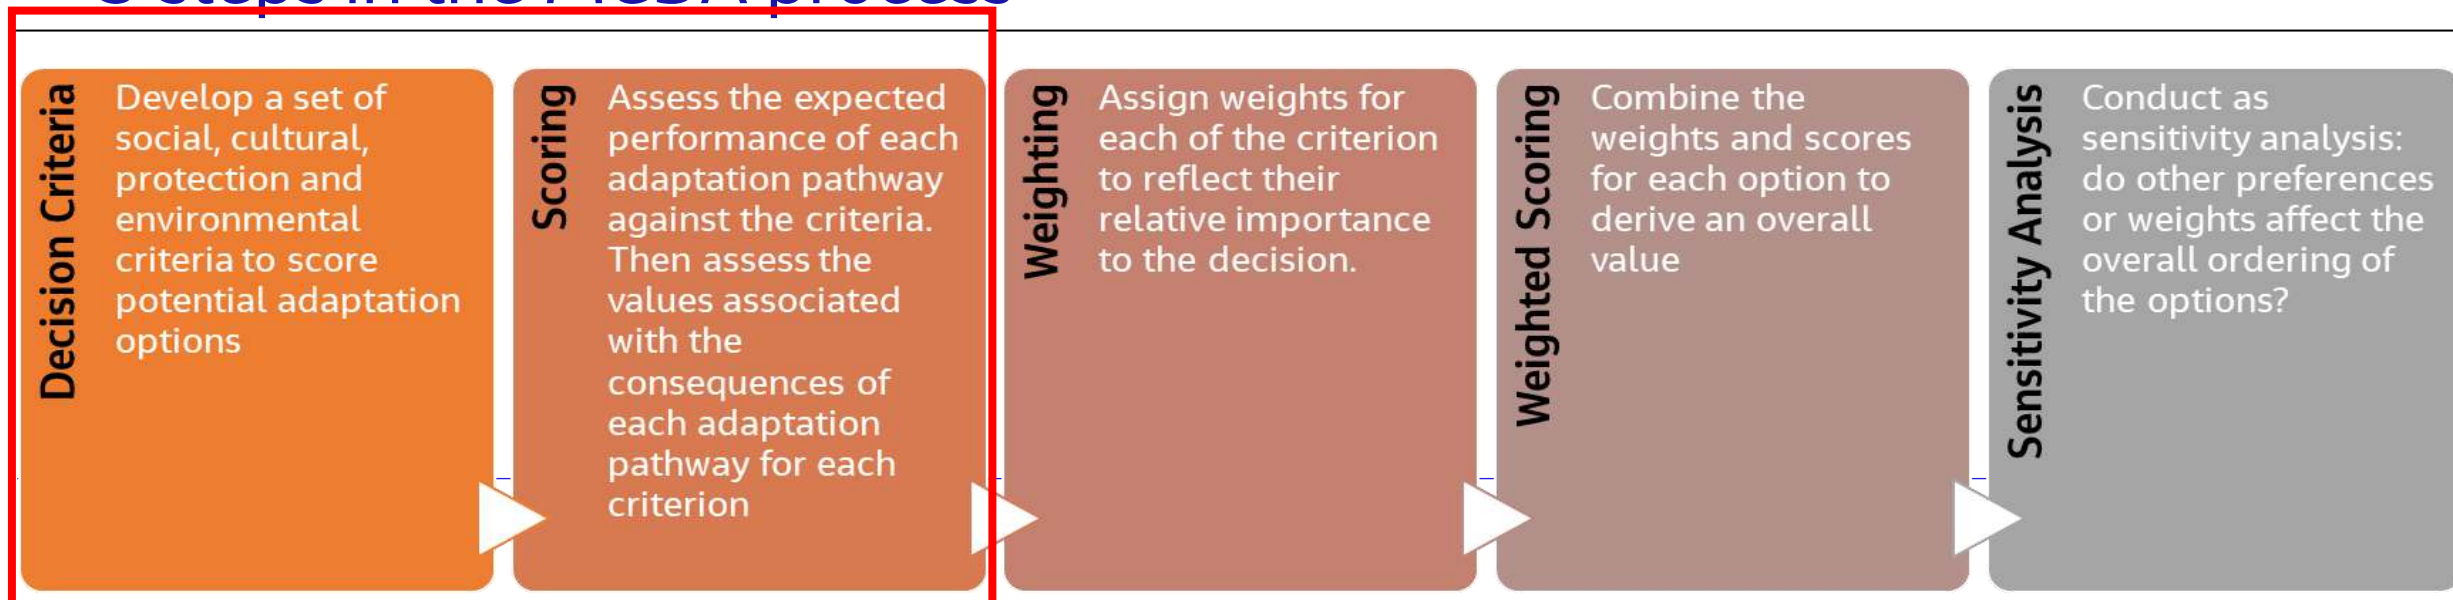 steps in the process
Decision Criteria
Develop a set of
social, cultural,
protection and
environmental
criteria to score
potential adaptation
options
Scoring
Assess the expected
performance of each
adaptation pathway
against the criteria.
Then assess the
values associated
with the
consequences of
each adaptation
pathway for each
criterion
Weighting
Assign weights for
each of the criterion
to reflect their
relative importance
to the decision.
Weighted Scoring
Combine the
weights and scores
for each option to
derive an overall
value
Sensitivity Analysis
Conduct as
sensitivity analysis:
do other preferences
or weights affect the
overall ordering of
the options?